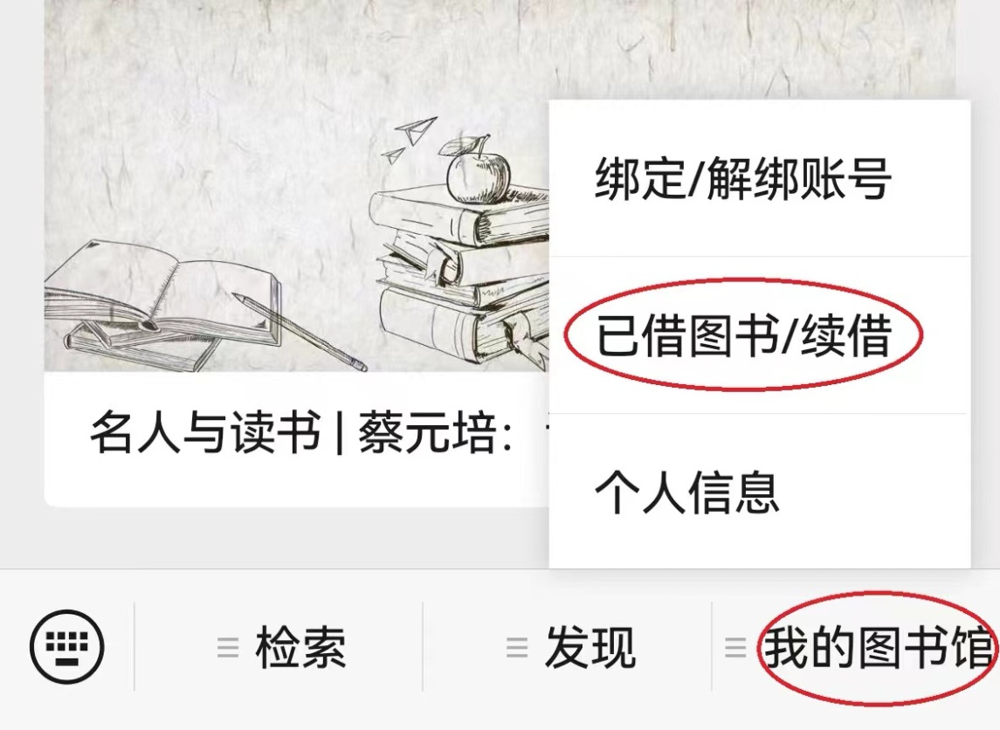 绑定/解绑账号
已借图书/续借
名人与读书 | 蔡元培：
个人信息
检索
发现
我的图书馆